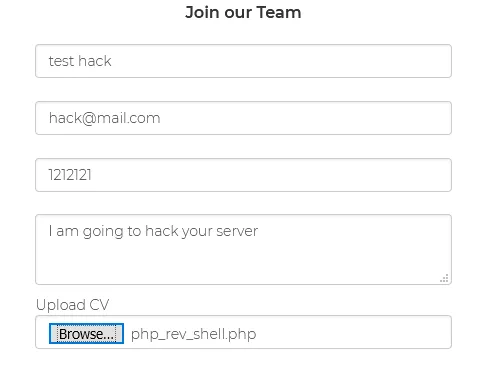 Join our Team
test hack
hack@mail.com
1212121
I am going to hack your server
Upload CV
Browse... php_rev_shell.php